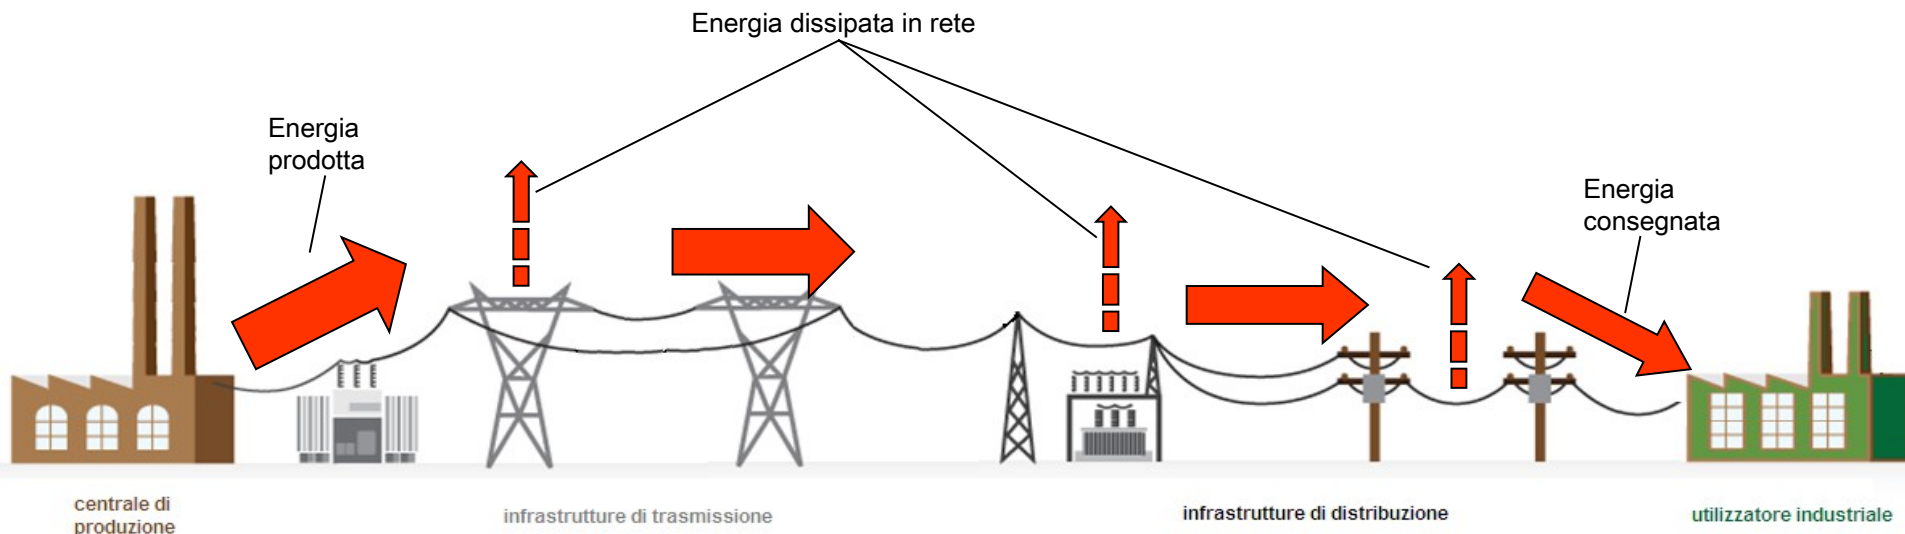 Energia dissipata in rete
Energia
prodotta
Energia
consegnata
centrale di
produzione
infrastrutture di trasmissione
infrastrutture di distribuzione
utilizzatore industriale